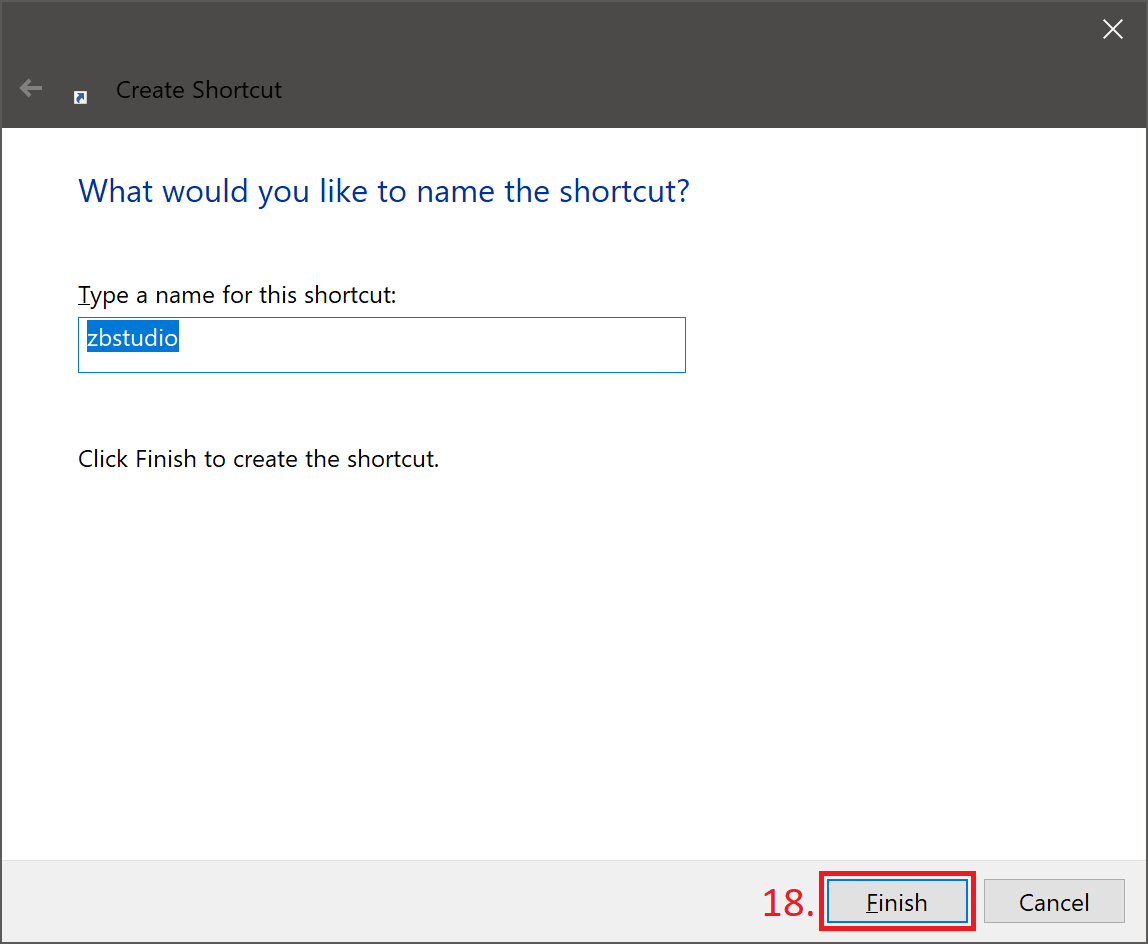 Create Shortcut
What would you like to name the shortcut?
Type a name for this shortcut:
zbstudio
Click Finish to create the shortcut.
18. Finish Cancel